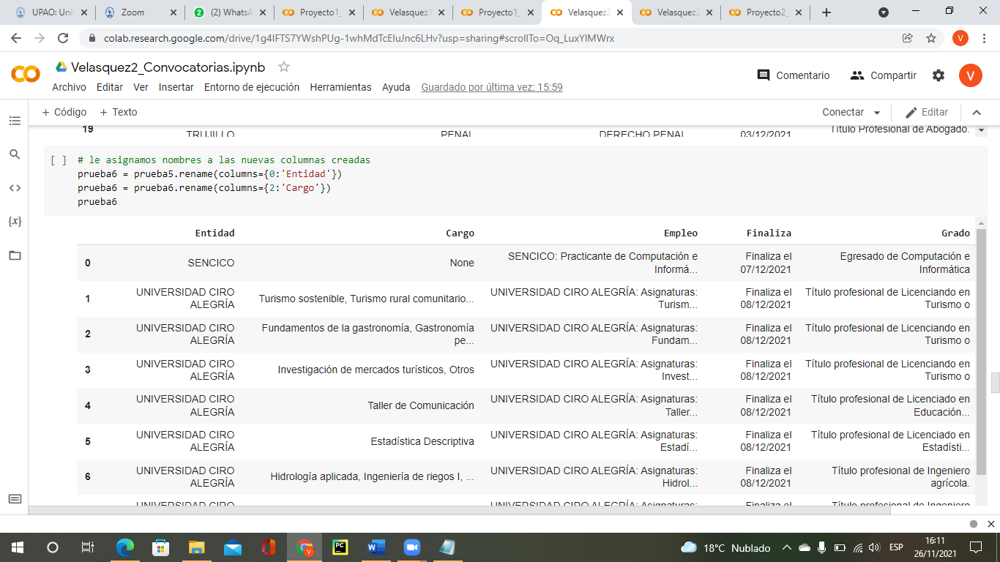 UPAO: Uni
Zoom
(2) WhatsA
Proyecto1_
Velasquez1
Proyecto1_
Velasquez2
Velasquez2
Proyecto2_
colab.research.google.com/drive/1g4lFTS7YWshPUg-1whMdTcEluJnc6LHv?usp=sharing#scrollTo=Oq_LuxYlMWrx
V
Velasquez2_Convocatorias.ipynb
Comentario
Compartir
V
Archivo Editar Ver Insertar Entorno de ejecución Herramientas Ayuda Guardado por última vez: 15:59
+ Código + Texto
Conectar
Editar
19 TRUJILLO PENAL DERECHO PENAL 03/12/2021 Título Profesional de Abogado.
[ ] # le asignamos nombres a las nuevas columnas creadas
prueba6 = prueba5.rename(columns={0:'Entidad'})
prueba6 = prueba6.rename(columns={2:'Cargo'})
prueba6
Entidad Cargo Empleo Finaliza Grado
0 SENCICO None SENCICO: Practicante de Computación e Informá... Finaliza el 07/12/2021 Egresado de Computación e Informática
1 UNIVERSIDAD CIRO ALEGRÍA Turismo sostenible, Turismo rural comunitario... UNIVERSIDAD CIRO ALEGRÍA: Asignaturas: Turism... Finaliza el 08/12/2021 Título profesional de Licenciando en Turismo o
2 UNIVERSIDAD CIRO ALEGRÍA Fundamentos de la gastronomía, Gastronomía pe... UNIVERSIDAD CIRO ALEGRÍA: Asignaturas: Fundam... Finaliza el 08/12/2021 Título profesional de Licenciando en Turismo o
3 UNIVERSIDAD CIRO ALEGRÍA Investigación de mercados turísticos, Otros UNIVERSIDAD CIRO ALEGRÍA: Asignaturas: Invest... Finaliza el 08/12/2021 Título profesional de Licenciando en Turismo o
4 UNIVERSIDAD CIRO ALEGRÍA Taller de Comunicación UNIVERSIDAD CIRO ALEGRÍA: Asignaturas: Taller... Finaliza el 08/12/2021 Título profesional de Licenciado en Educación...
5 UNIVERSIDAD CIRO ALEGRÍA Estadística Descriptiva UNIVERSIDAD CIRO ALEGRÍA: Asignaturas: Estadí... Finaliza el 08/12/2021 Título profesional de Licenciado en Estadísti...
6 UNIVERSIDAD CIRO ALEGRÍA Hidrología aplicada, Ingeniería de riegos I, ... UNIVERSIDAD CIRO ALEGRÍA: Asignaturas: Hidrol... Finaliza el 08/12/2021 Título profesional de Ingeniero agrícola.
UNIVERSIDAD CIRO UNIVERSIDAD CIRO ALEGRÍA: Asignaturas: Finaliza el Título profesional de Ingeniero
18°C Nublado
ESP
16:11
26/11/2021